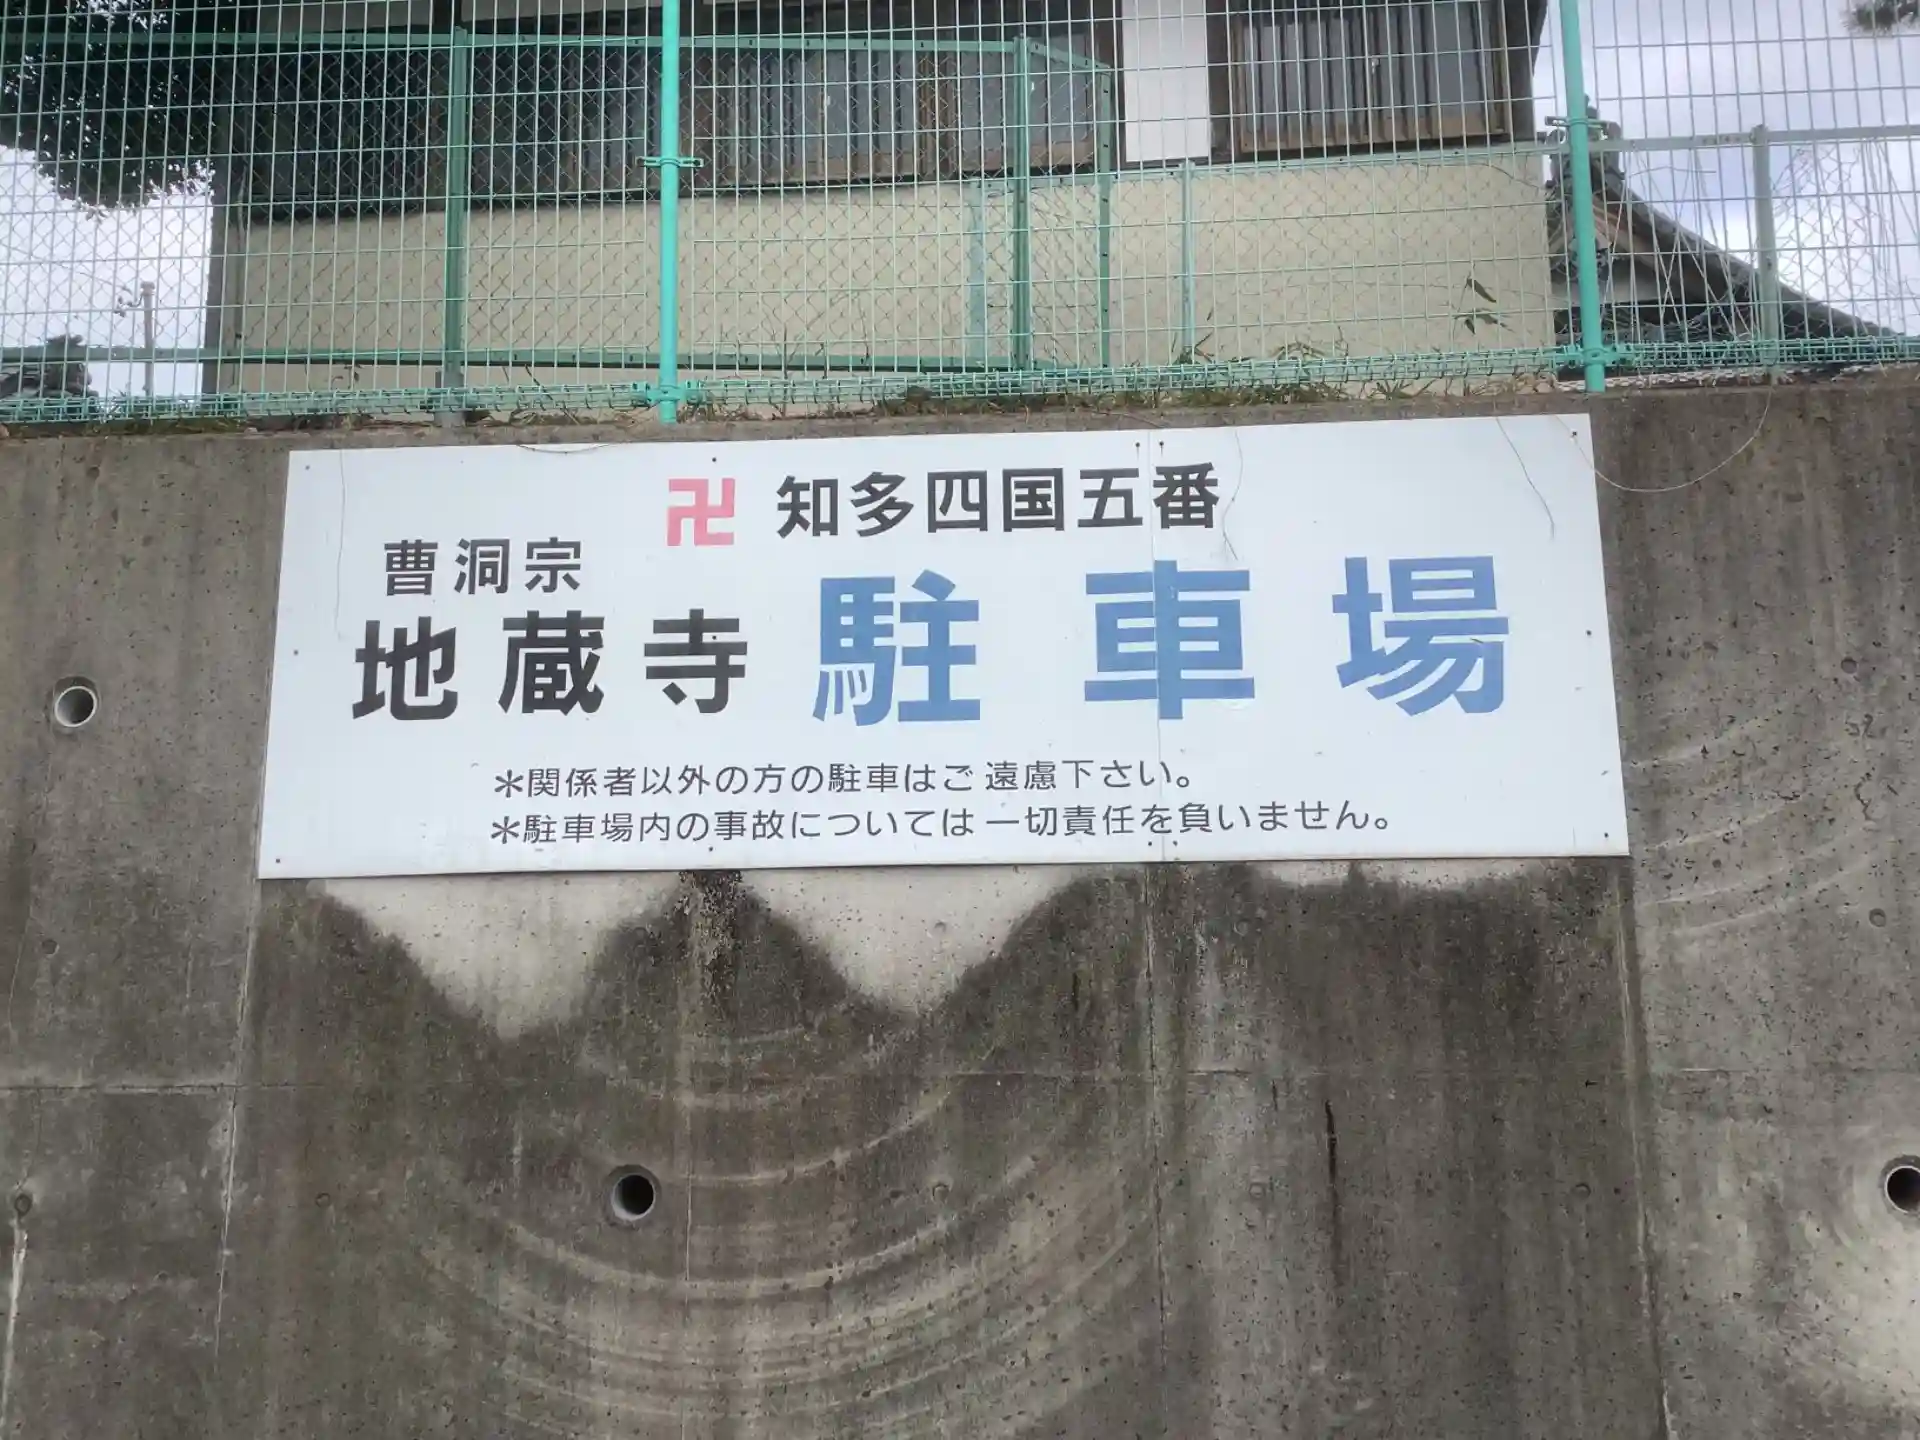 卍 知多四国五番
曹洞宗
地蔵寺 駐車場
＊関係者以外の方の駐車はご遠慮下さい。
＊駐車場内の事故については一切責任を負いません。